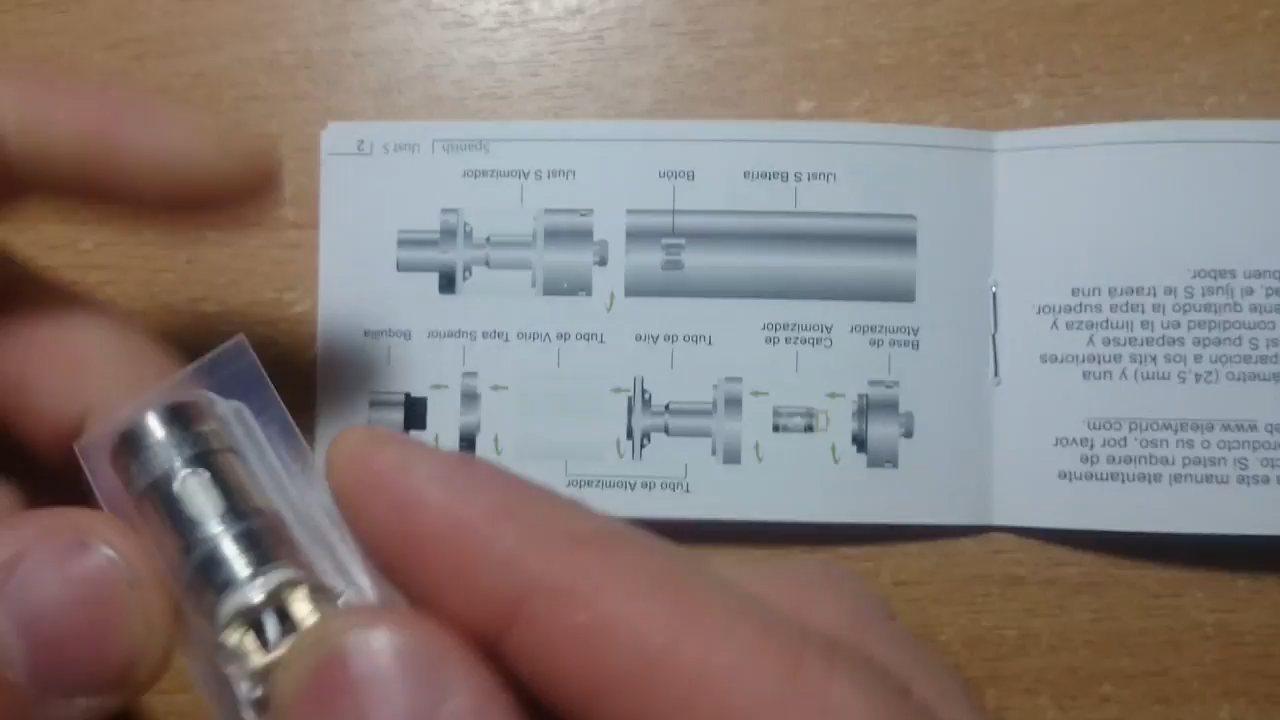 este manual atentamente
cto. Si usted requiere de
roducto o su uso, por favor
eb www.eleafworld.com.
ámetro (24,5 mm) y una
paración a los kits anteriores
st S puede separarse y
comodidad en la limpieza y
ante quitando la tapa superior.
ad, el iJust S le traerá una
buen sabor.
Tubo de Atomizador
Base de
Atomizador
Cabeza de
Atomizador
Tubo de Aire
Tubo de Vidrio
Tapa Superior
Boquilla
iJust S Batería
Botón
iJust S Atomizador
Spanish | iJust S | 2